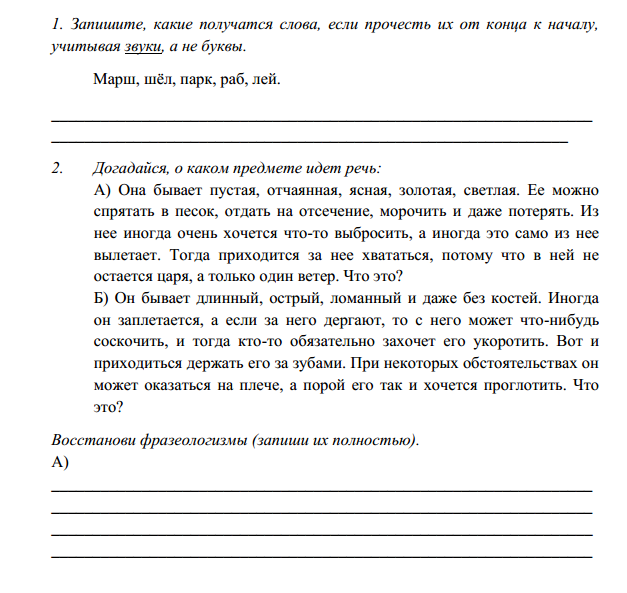 1. Запишите, какие получатся слова, если прочесть их от конца к началу,
учитывая звуки, а не буквы.
Марш, шёл, парк, раб, лей.
2. Догадайся, о каком предмете идет речь:
А) Она бывает пустая, отчаянная, ясная, золотая, светлая. Ее можно
спрятать в песок, отдать на отсечение, морочить и даже потерять. Из
нее иногда очень хочется что-то выбросить, а иногда это само из нее
вылетает. Тогда приходится за нее хвататься, потому что в ней не
остается царя, а только один ветер. Что это?
Б) Он бывает длинный, острый, ломанный и даже без костей. Иногда
он заплетается, а если за него дергают, то с него может что-нибудь
соскочить, и тогда кто-то обязательно захочет его укоротить. Вот и
приходиться держать его за зубами. При некоторых обстоятельствах он
может оказаться на плече, а порой его так и хочется проглотить. Что
это?
Восстанови фразеологизмы (запиши их полностью).
А)